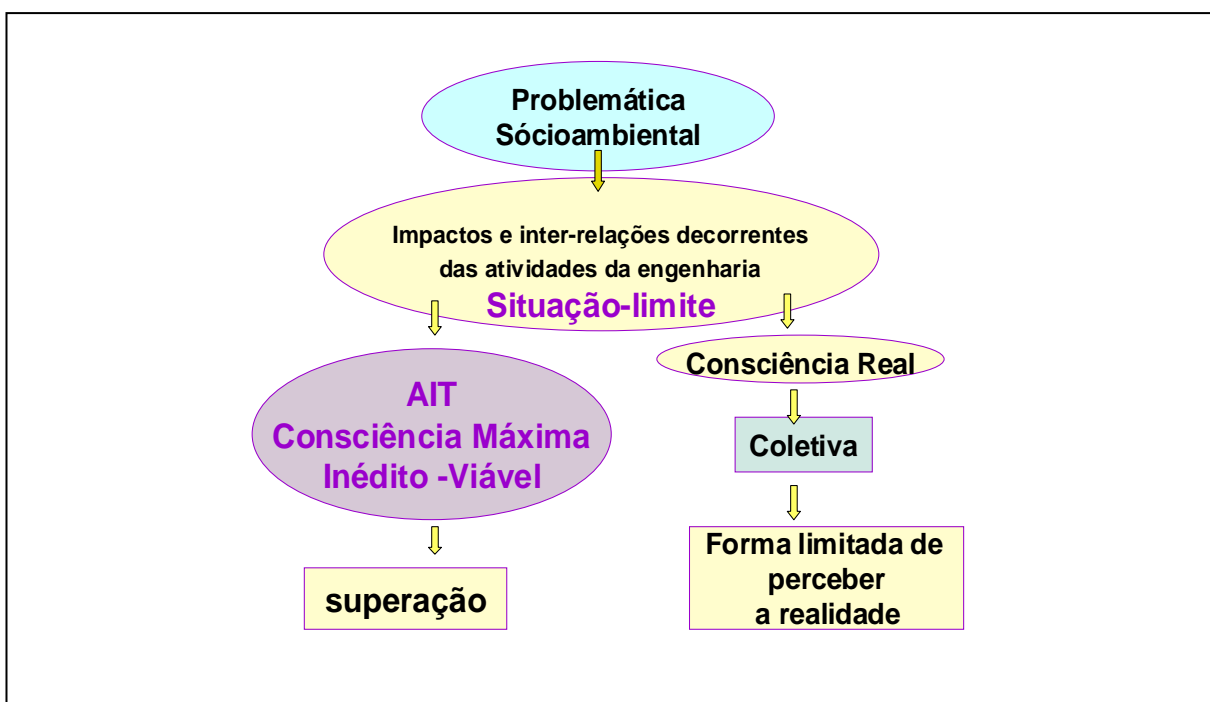 Problemática
Sócioambiental
Impactos e inter-relações decorrentes
das atividades da engenharia
Situação-limite
AIT
Consciência Máxima
Inédito -Viável
superação
Consciência Real
Coletiva
Forma limitada de
perceber
a realidade